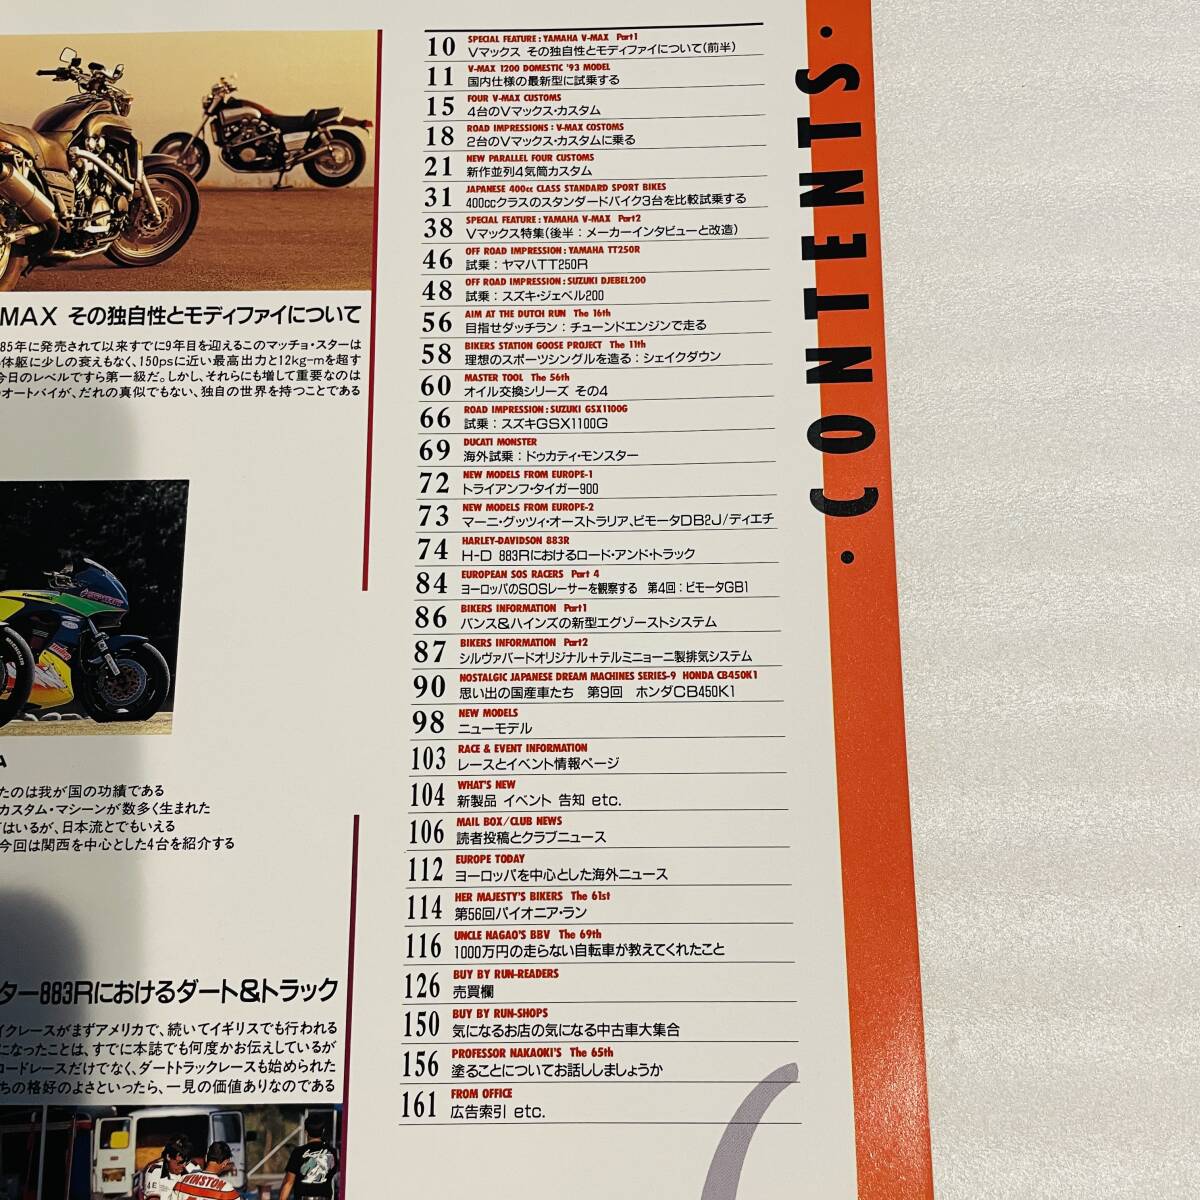 MAX その独自性とモディファイについて
85年に発売されて以来すでに9年目を迎えるこのマッチョ・スターは
体躯に少しの衰えもなく、150psに近い最高出力と12kg-mを超す
今日のレベルですら第一級だ。しかし、それらにも増して重要なのは
オートバイが、だれの真似でもない、独自の世界を持つことである
たのは我が国の功績である
カスタム・マシーンが数多く生まれた
はいるが、日本流とでもいえる
今回は関西を中心とした4台を紹介する
ター883Rにおけるダート&トラック
イクレースがまずアメリカで、続いてイギリスでも行われる
になったことは、すでに本誌でも何度かお伝えしているが
コードレースだけでなく、ダートトラックレースも始められた
ちの格好のよさといったら、一見の価値ありなのである
WINSTON
・CONTENTS・
10 SPECIAL FEATURE : YAMAHA V-MAX Part1
Vマックス その独自性とモディファイについて(前半)
11 V-MAX 1200 DOMESTIC '93 MODEL
国内仕様の最新型に試乗する
15 FOUR V-MAX CUSTOMS
4台のVマックス・カスタム
18 ROAD IMPRESSIONS : V-MAX COSTOMS
2台のVマックス・カスタムに乗る
21 NEW PARALLEL FOUR CUSTOMS
新作並列4気筒カスタム
31 JAPANESE 400cc CLASS STANDARD SPORT BIKES
400ccクラスのスタンダードバイク3台を比較試乗する
38 SPECIAL FEATURE : YAMAHA V-MAX Part2
Vマックス特集(後半：メーカーインタビューと改造)
46 OFF ROAD IMPRESSION : YAMAHA TT250R
試乗：ヤマハTT250R
48 OFF ROAD IMPRESSION : SUZUKI DJEBEL200
試乗：スズキ・ジェベル200
56 AIM AT THE DUTCH RUN The 16th
目指せダッチラン：チューンドエンジンで走る
58 BIKERS STATION GOOSE PROJECT The 11th
理想のスポーツシングルを造る：シェイクダウン
60 MASTER TOOL The 56th
オイル交換シリーズ その4
66 ROAD IMPRESSION : SUZUKI GSX1100G
試乗：スズキGSX1100G
69 DUCATI MONSTER
海外試乗：ドゥカティ・モンスター
72 NEW MODELS FROM EUROPE-1
トライアンフ・タイガー900
73 NEW MODELS FROM EUROPE-2
マーニ・グッツィ・オーストラリア、ビモータDB2J/ディエチ
74 HARLEY-DAVIDSON 883R
H-D 883Rにおけるロード・アンド・トラック
84 EUROPEAN SOS RACERS Part 4
ヨーロッパのSOSレーサーを観察する 第4回：ビモータGB1
86 BIKERS INFORMATION Part1
バンス&ハインズの新型エグゾーストシステム
87 BIKERS INFORMATION Part2
シルヴァバードオリジナル+テルミニョーニ製排気システム
90 NOSTALGIC JAPANESE DREAM MACHINES SERIES-9 HONDA CB450K1
思い出の国産車たち 第9回 ホンダCB450K1
98 NEW MODELS
ニューモデル
103 RACE & EVENT INFORMATION
レースとイベント情報ページ
104 WHAT'S NEW
新製品 イベント 告知 etc.
106 MAIL BOX/CLUB NEWS
読者投稿とクラブニュース
112 EUROPE TODAY
ヨーロッパを中心とした海外ニュース
114 HER MAJESTY'S BIKERS The 61st
第56回パイオニア・ラン
116 UNCLE NAGAO'S BBV The 69th
1000万円の走らない自転車が教えてくれたこと
126 BUY BY RUN-READERS
売買欄
150 BUY BY RUN-SHOPS
気になるお店の気になる中古車大集合
156 PROFESSOR NAKAOKI'S The 65th
塗ることについてお話ししましょうか
161 FROM OFFICE
広告索引 etc.